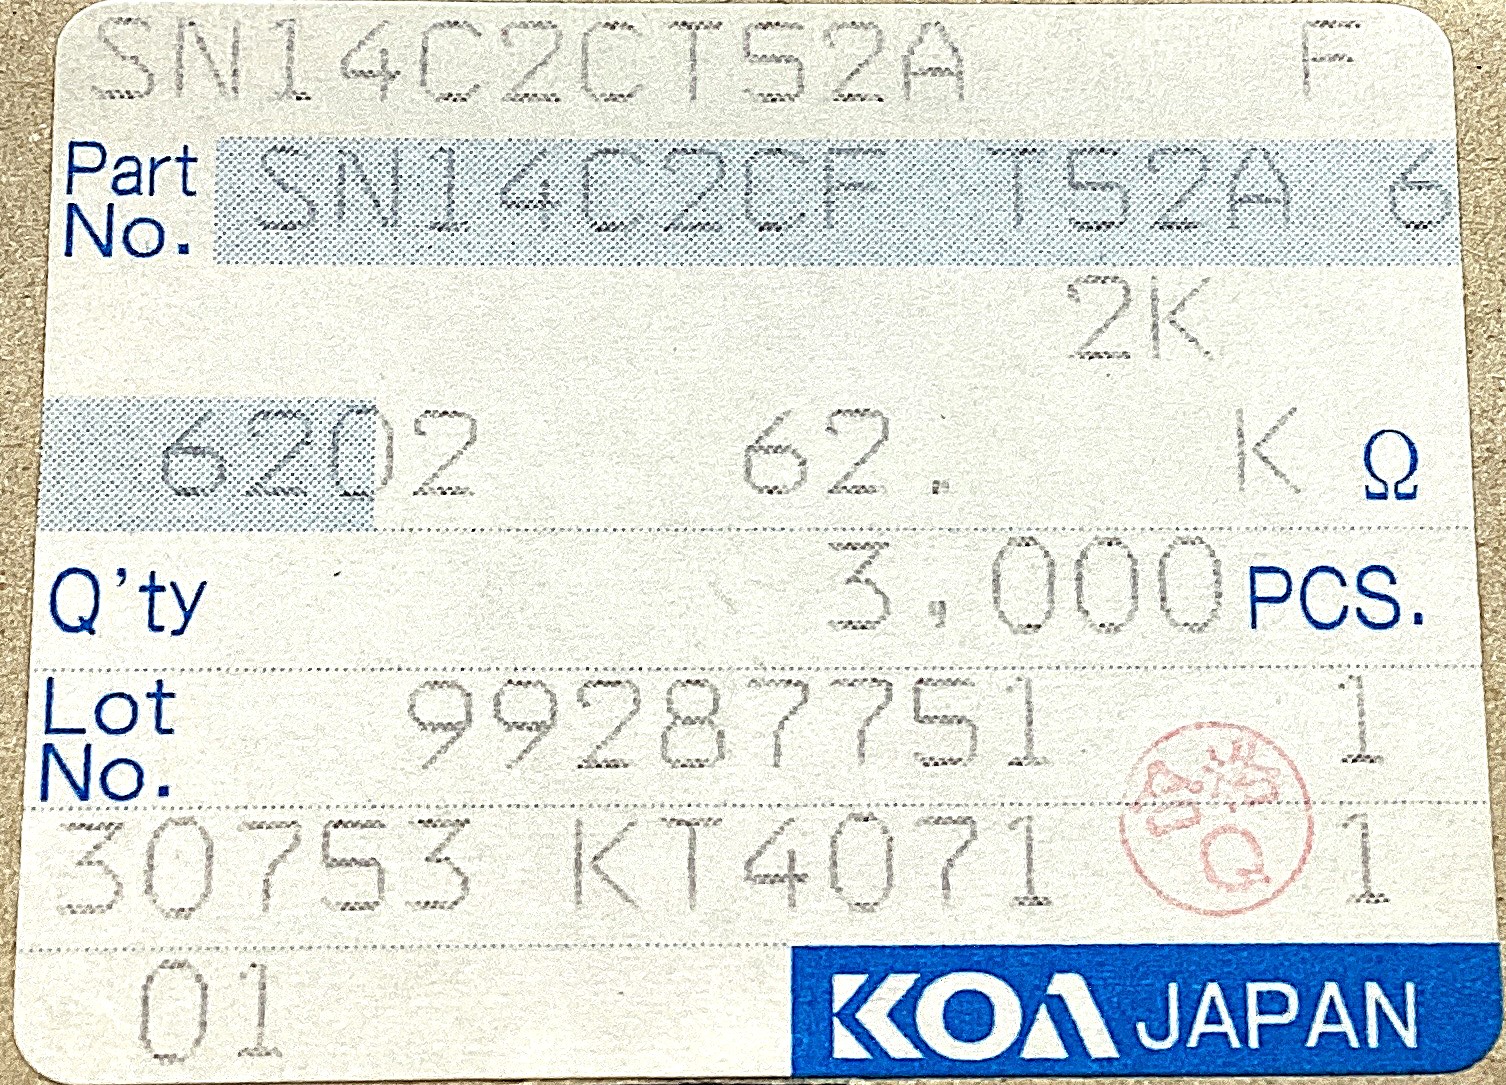 SN14C2CT52A F
Part No. SN14C2CF T52A 6
2K
6202 62. K Ω
Q'ty 3,000 PCS.
Lot No. 99287751 1
30753 KT4071 1
01
KOA JAPAN